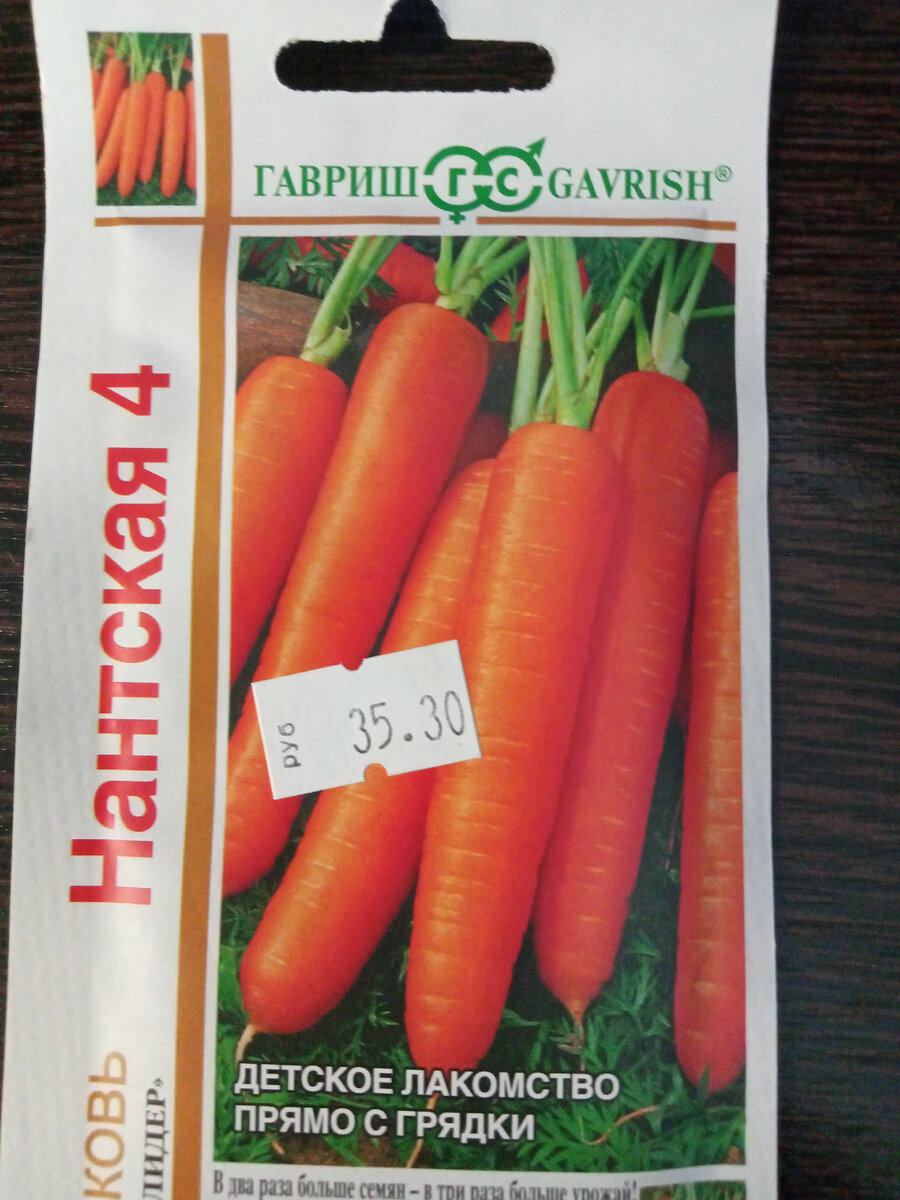 ГАВРИШ ГС GAVRISH®
Нантская 4
руб 35.30
КОВЬ
ЛИДЕР»
ДЕТСКОЕ ЛАКОМСТВО
ПРЯМО С ГРЯДКИ
В два раза больше семян – в три раза больше урожай!